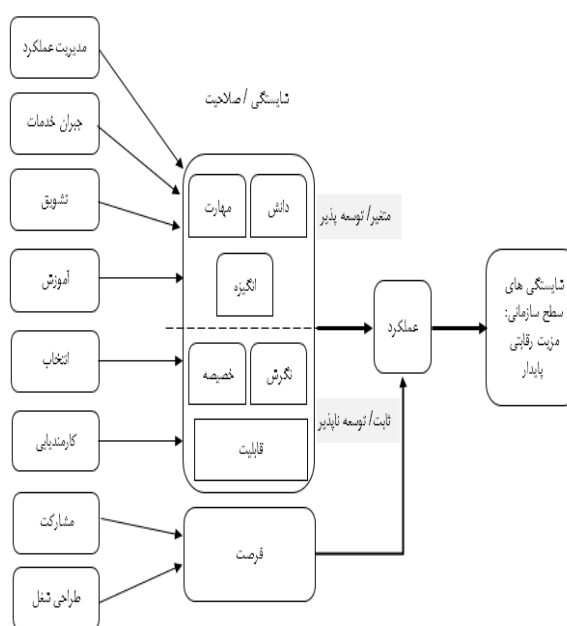 مدیریت عملکرد
جبران خدمات
تشویق
آموزش
انتخاب
کارمندیابی
مشارکت
طراحی شغل
شایستگی / صلاحیت
دانش
مهارت
انگیزه
نگرش
خصیصه
قابلیت
فرصت
متغیر/ توسعه پذیر
ثابت/ توسعه ناپذیر
عملکرد
شایستگی های
سطح سازمانی:
مزیت رقابتی
پایدار